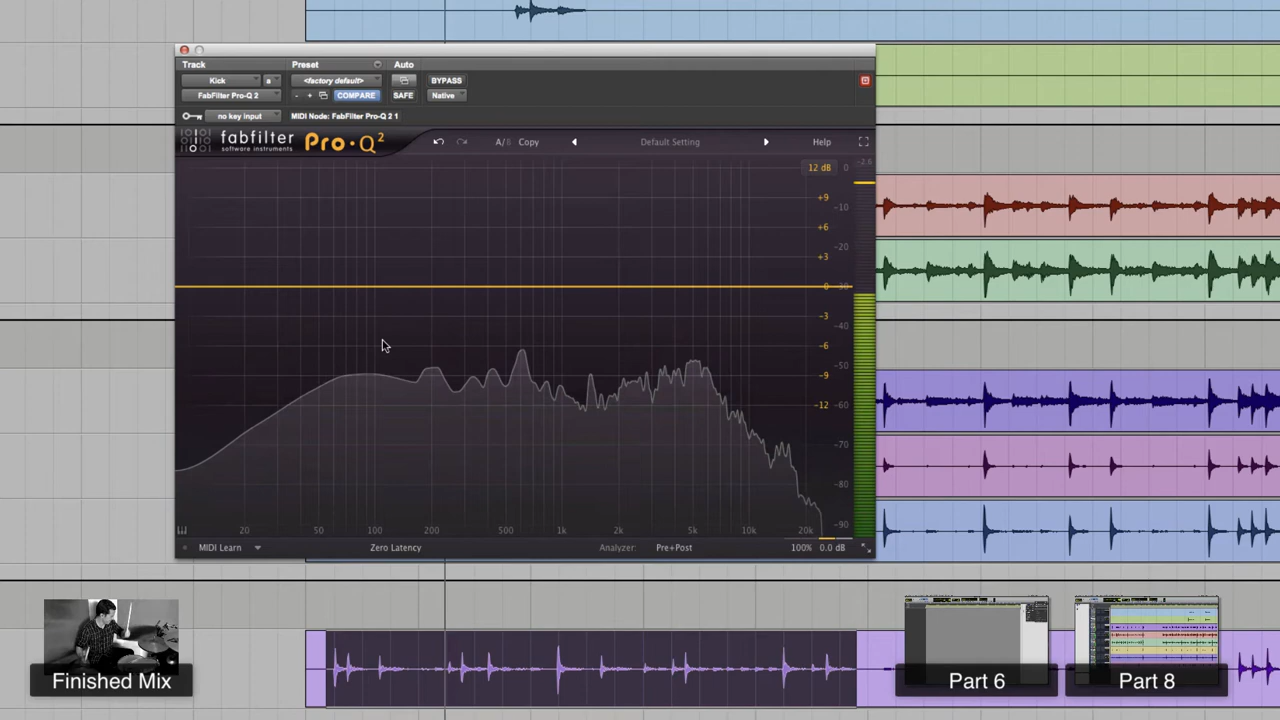 Track Preset Auto
Kick a <factory default> BYPASS
FabFilter Pro-Q 2 - + COMPARE SAFE Native
no key input MIDI Node: FabFilter Pro-Q 2 1
fabfilter Pro·Q²
software instruments
A/B Copy Default Setting Help
-2.6
12 dB 0
+9 -10
+6 -20
+3
0 -30
-3 -40
-6 -50
-9 -60
-12 -70
-80
-90
20 50 100 200 500 1k 2k 5k 10k 20k
MIDI Learn Zero Latency Analyzer: Pre+Post 100% 0.0 dB
Finished Mix
Part 6
Part 8